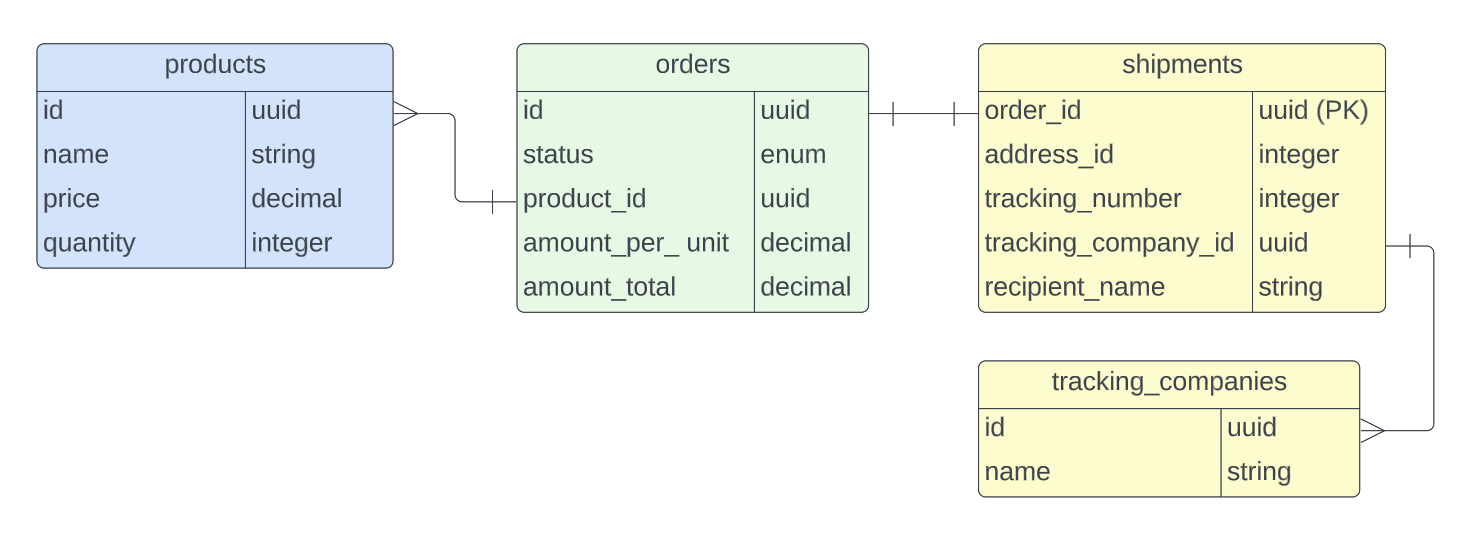 products
id uuid
name string
price decimal
quantity integer
orders
id uuid
status enum
product_id uuid
amount_per_ unit decimal
amount_total decimal
shipments
order_id uuid (PK)
address_id integer
tracking_number integer
tracking_company_id uuid
recipient_name string
tracking_companies
id uuid
name string